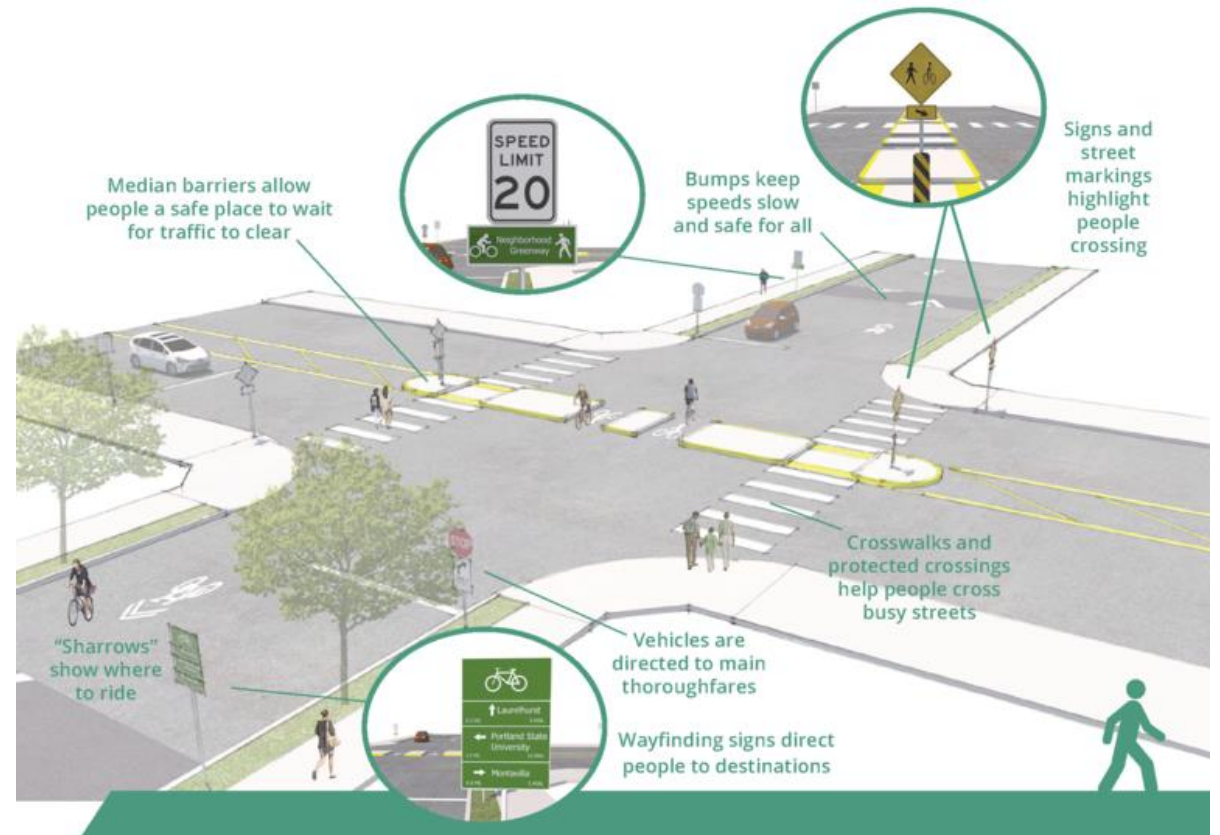 Median barriers allow
people a safe place to wait
for traffic to clear
SPEED
LIMIT
20
Neighborhood
Greenway
Bumps keep
speeds slow
and safe for all
Signs and
street
markings
highlight
people
crossing
Crosswalks and
protected crossings
help people cross
busy streets
STOP
Vehicles are
directed to main
thoroughfares
"Sharrows"
show where
to ride
Laurelhurst
Portland State
University
Montavilla
Wayfinding signs direct
people to destinations